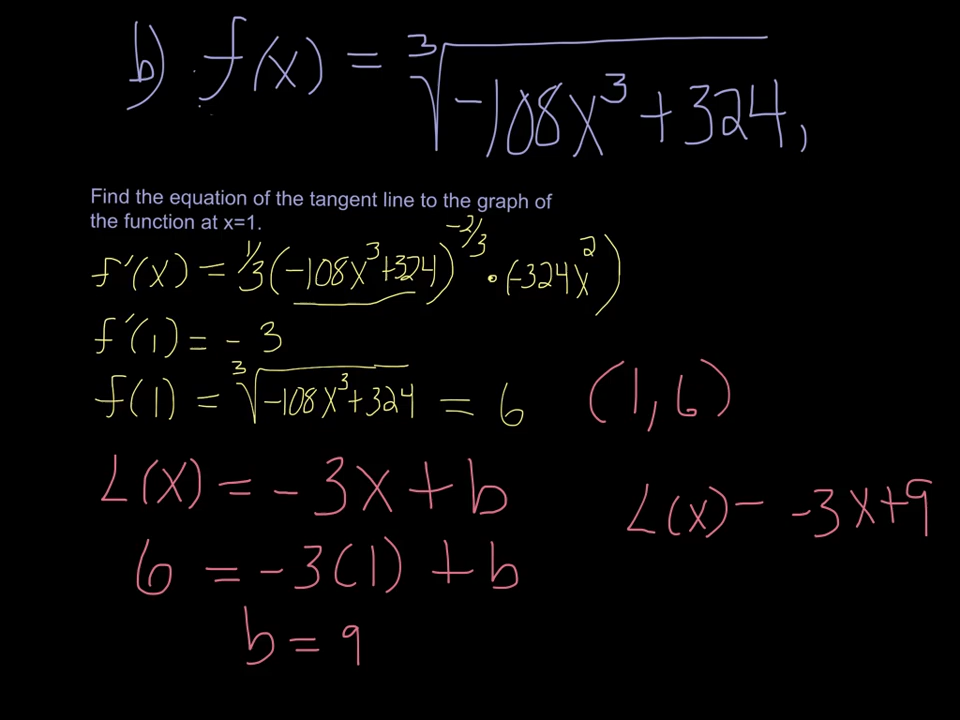 b) f(x) = ∛(-108x³+324),
Find the equation of the tangent line to the graph of
the function at x=1.
f'(x) = 1/3(-108x³+324)^(-2/3) • (-324x²)
f'(1) = -3
f(1) = ∛(-108x³+324) = 6 (1,6)
L(x) = -3x+b
L(x) - -3x+9
6 = -3(1) + b
b = 9